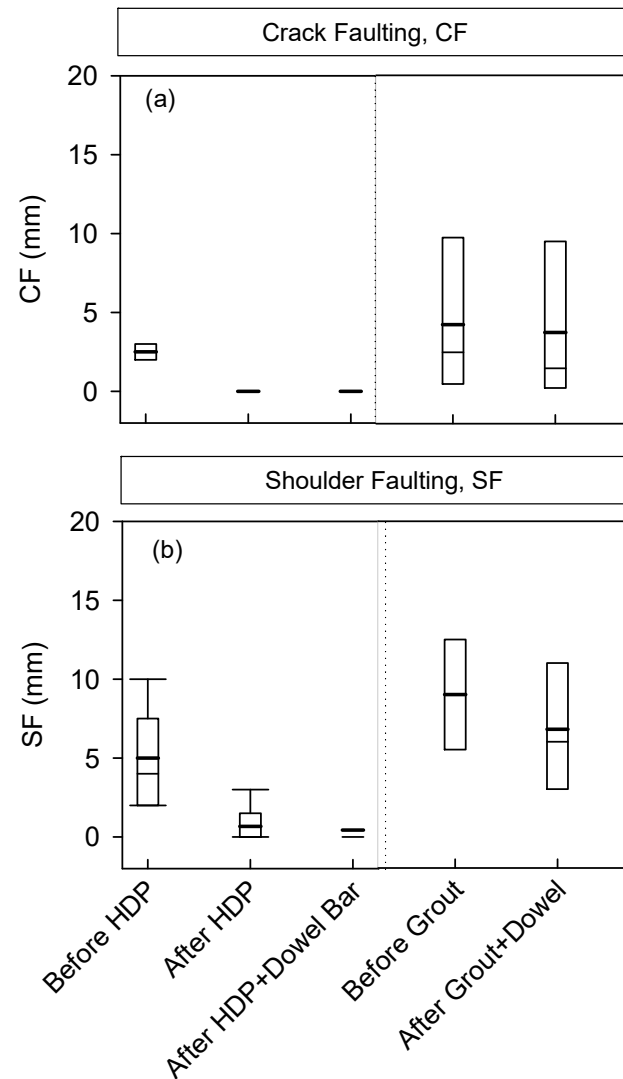 Crack Faulting, CF
(a)
20
15
10
5
0
CF (mm)
Shoulder Faulting, SF
(b)
20
15
10
5
0
SF (mm)
Before HDP
After HDP
After HDP+Dowel Bar
Before Grout
After Grout+Dowel